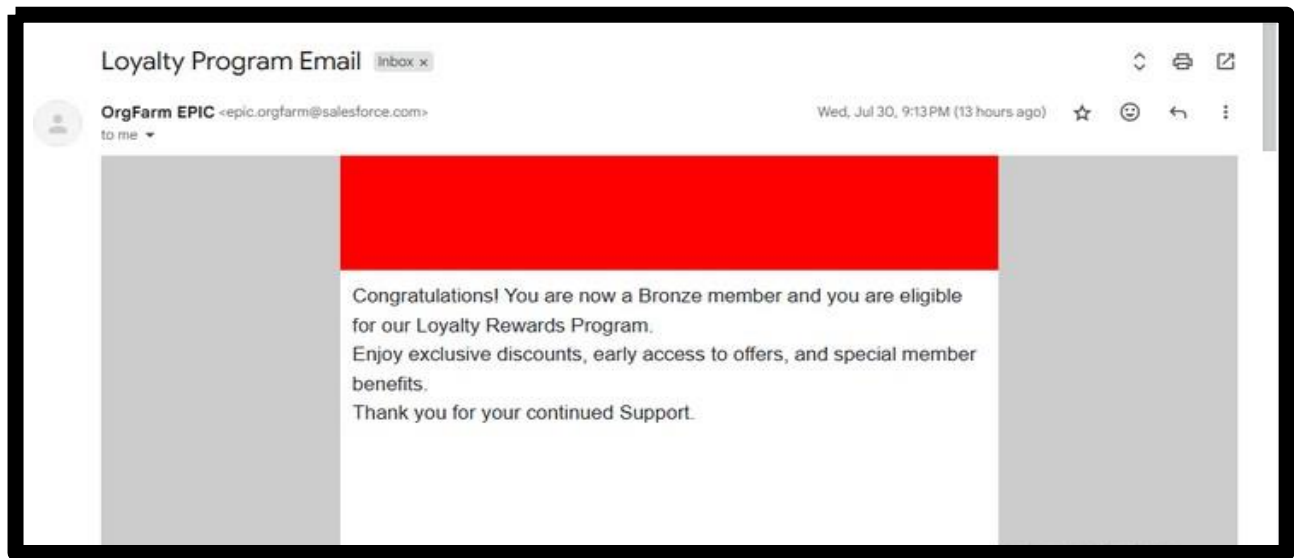 Loyalty Program Email Inbox x
OrgFarm EPIC <epic.orgfarm@salesforce.com> Wed, Jul 30, 9:13 PM (13 hours ago)
to me
Congratulations! You are now a Bronze member and you are eligible
for our Loyalty Rewards Program.
Enjoy exclusive discounts, early access to offers, and special member
benefits.
Thank you for your continued Support.